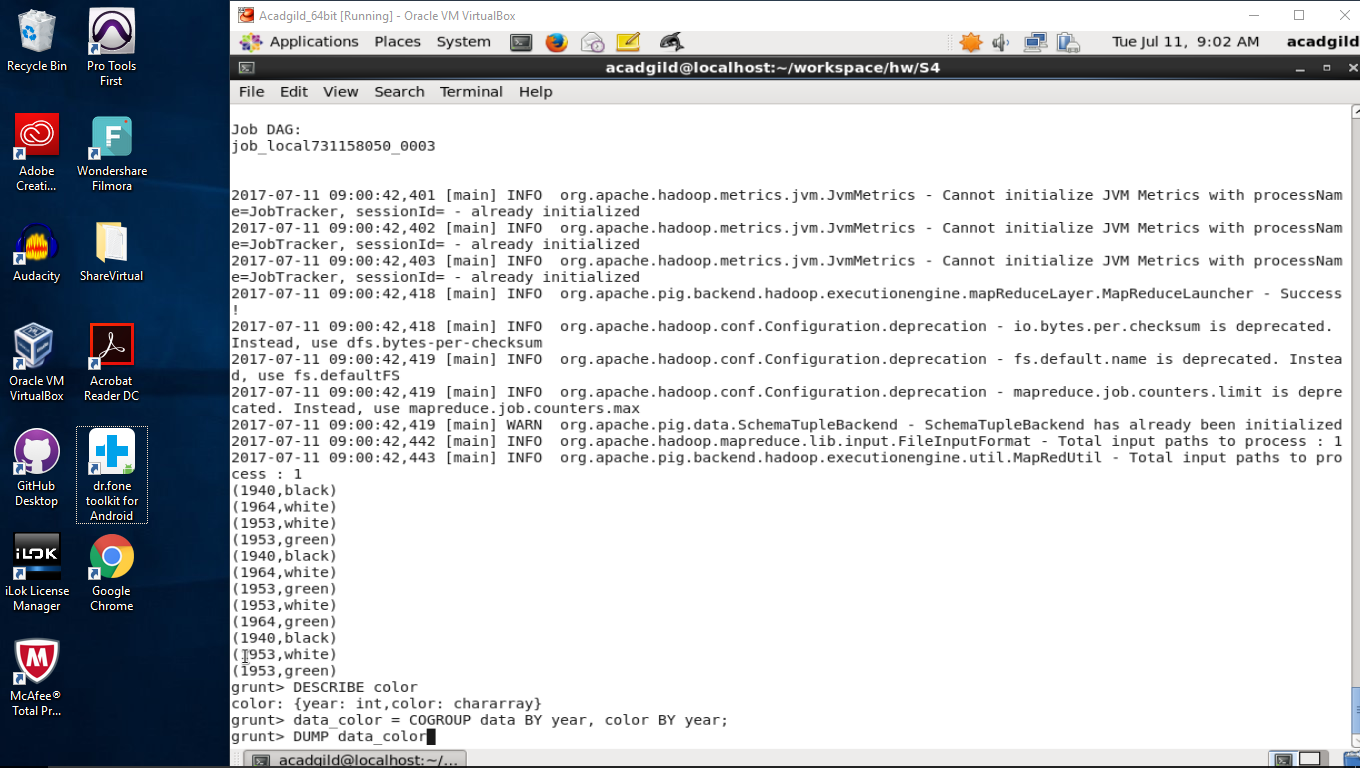 Recycle Bin
Pro Tools
First
Adobe
Creati...
Wondershare
Filmora
Audacity
ShareVirtual
Oracle VM
VirtualBox
Acrobat
Reader DC
GitHub
Desktop
dr.fone
toolkit for
Android
iLOK
iLok License
Manager
Google
Chrome
McAfee®
Total Pr...
Acadgild_64bit [Running] - Oracle VM VirtualBox
Applications Places System Tue Jul 11, 9:02 AM acadgild
acadgild@localhost:~/workspace/hw/S4
File Edit View Search Terminal Help
Job DAG:
job_local731158050_0003
2017-07-11 09:00:42,401 [main] INFO  org.apache.hadoop.metrics.jvm.JvmMetrics - Cannot initialize JVM Metrics with processNam
e=JobTracker, sessionId= - already initialized
2017-07-11 09:00:42,402 [main] INFO  org.apache.hadoop.metrics.jvm.JvmMetrics - Cannot initialize JVM Metrics with processNam
e=JobTracker, sessionId= - already initialized
2017-07-11 09:00:42,403 [main] INFO  org.apache.hadoop.metrics.jvm.JvmMetrics - Cannot initialize JVM Metrics with processNam
e=JobTracker, sessionId= - already initialized
2017-07-11 09:00:42,418 [main] INFO  org.apache.pig.backend.hadoop.executionengine.mapReduceLayer.MapReduceLauncher - Success
!
2017-07-11 09:00:42,418 [main] INFO  org.apache.hadoop.conf.Configuration.deprecation - io.bytes.per.checksum is deprecated.
Instead, use dfs.bytes-per-checksum
2017-07-11 09:00:42,419 [main] INFO  org.apache.hadoop.conf.Configuration.deprecation - fs.default.name is deprecated. Instea
d, use fs.defaultFS
2017-07-11 09:00:42,419 [main] INFO  org.apache.hadoop.conf.Configuration.deprecation - mapreduce.job.counters.limit is depre
cated. Instead, use mapreduce.job.counters.max
2017-07-11 09:00:42,419 [main] WARN  org.apache.pig.data.SchemaTupleBackend - SchemaTupleBackend has already been initialized
2017-07-11 09:00:42,442 [main] INFO  org.apache.hadoop.mapreduce.lib.input.FileInputFormat - Total input paths to process : 1
2017-07-11 09:00:42,443 [main] INFO  org.apache.pig.backend.hadoop.executionengine.util.MapRedUtil - Total input paths to pro
cess : 1
(1940,black)
(1964,white)
(1953,white)
(1953,green)
(1940,black)
(1964,white)
(1953,green)
(1953,white)
(1964,green)
(1940,black)
(1953,white)
(1953,green)
grunt> DESCRIBE color
color: {year: int,color: chararray}
grunt> data_color = COGROUP data BY year, color BY year;
grunt> DUMP data_color
acadgild@localhost:~/...